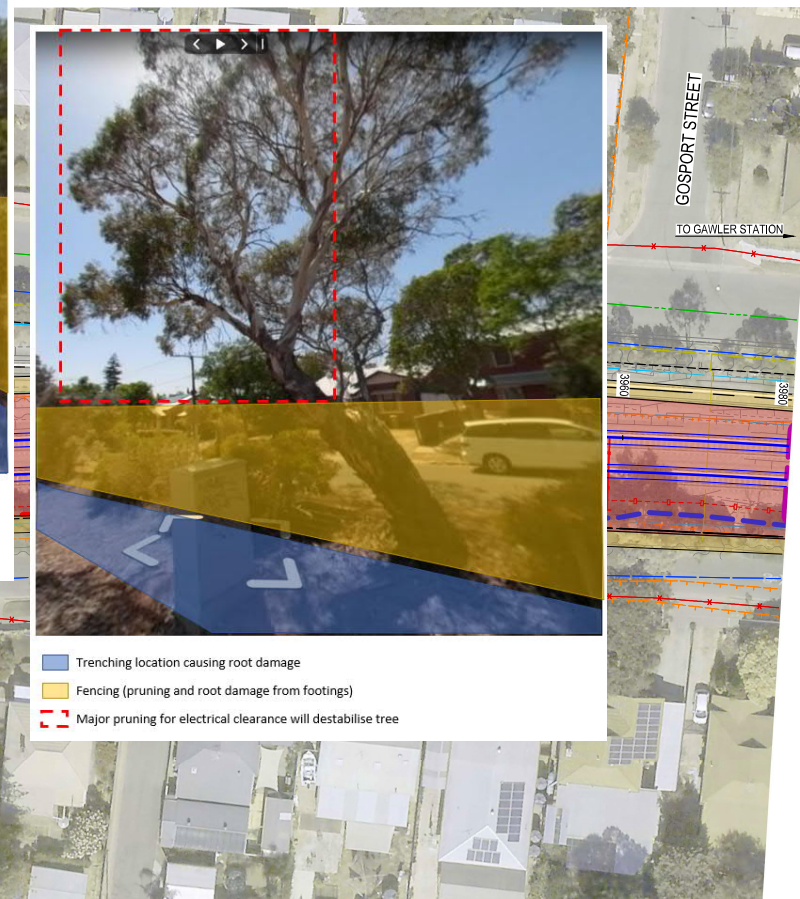 GOSPORT STREET
TO GAWLER STATION
3960
3980
Trenching location causing root damage
Fencing (pruning and root damage from footings)
Major pruning for electrical clearance will destabilise tree